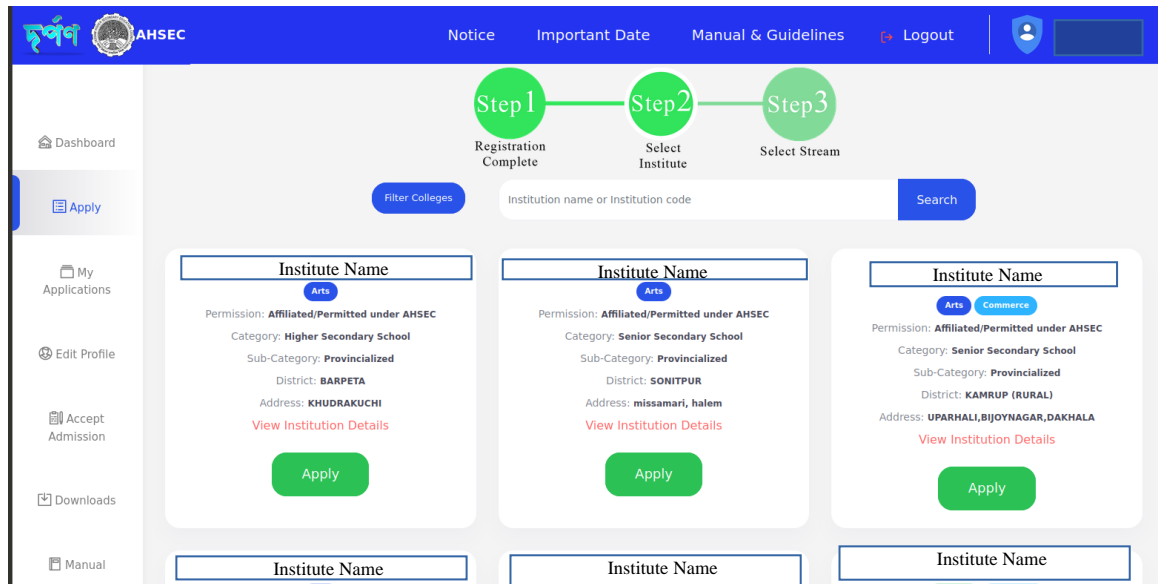 দৰ্পণ AHSEC
Notice Important Date Manual & Guidelines Logout
Step1 Step2 Step3
Registration Complete
Select Institute
Select Stream
Dashboard
Apply
My Applications
Edit Profile
Accept Admission
Downloads
Manual
Filter Colleges Institution name or Institution code Search
Institute Name
Arts
Permission: Affiliated/Permitted under AHSEC
Category: Higher Secondary School
Sub-Category: Provincialized
District: BARPETA
Address: KHUDRAKUCHI
View Institution Details
Apply
Institute Name
Arts
Permission: Affiliated/Permitted under AHSEC
Category: Senior Secondary School
Sub-Category: Provincialized
District: SONITPUR
Address: missamari, halem
View Institution Details
Apply
Institute Name
Arts Commerce
Permission: Affiliated/Permitted under AHSEC
Category: Senior Secondary School
Sub-Category: Provincialized
District: KAMRUP (RURAL)
Address: UPARHALI,BIJOYNAGAR,DAKHALA
View Institution Details
Apply
Institute Name
Institute Name
Institute Name